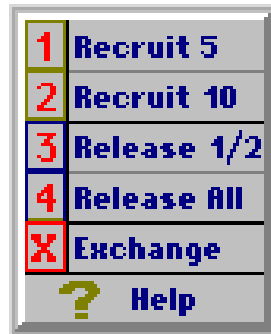 1 Recruit 5
2 Recruit 10
3 Release 1/2
4 Release All
X Exchange
? Help